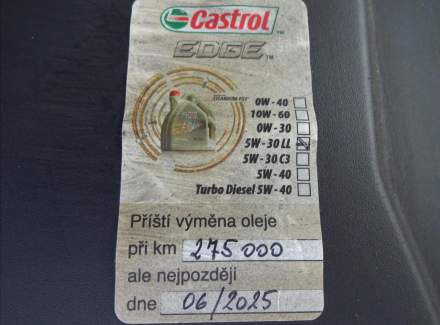 Castrol
EDGE
0W - 40
10W - 60
0W - 30
5W - 30 LL
5W - 30 C3
5W - 40
Turbo Diesel 5W - 40
Příští výměna oleje
při km 275 000
ale nejpozději
dne 06/2025